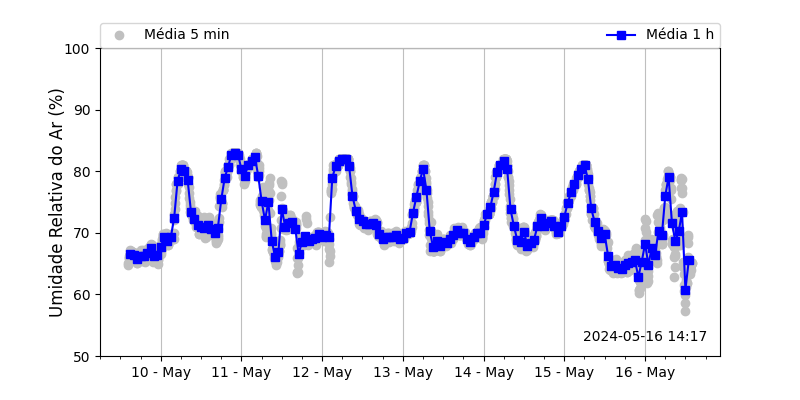 Média 5 min
Média 1 h
Umidade Relativa do Ar (%)
100
90
80
70
60
50
2024-05-16 14:17
10 - May
11 - May
12 - May
13 - May
14 - May
15 - May
16 - May